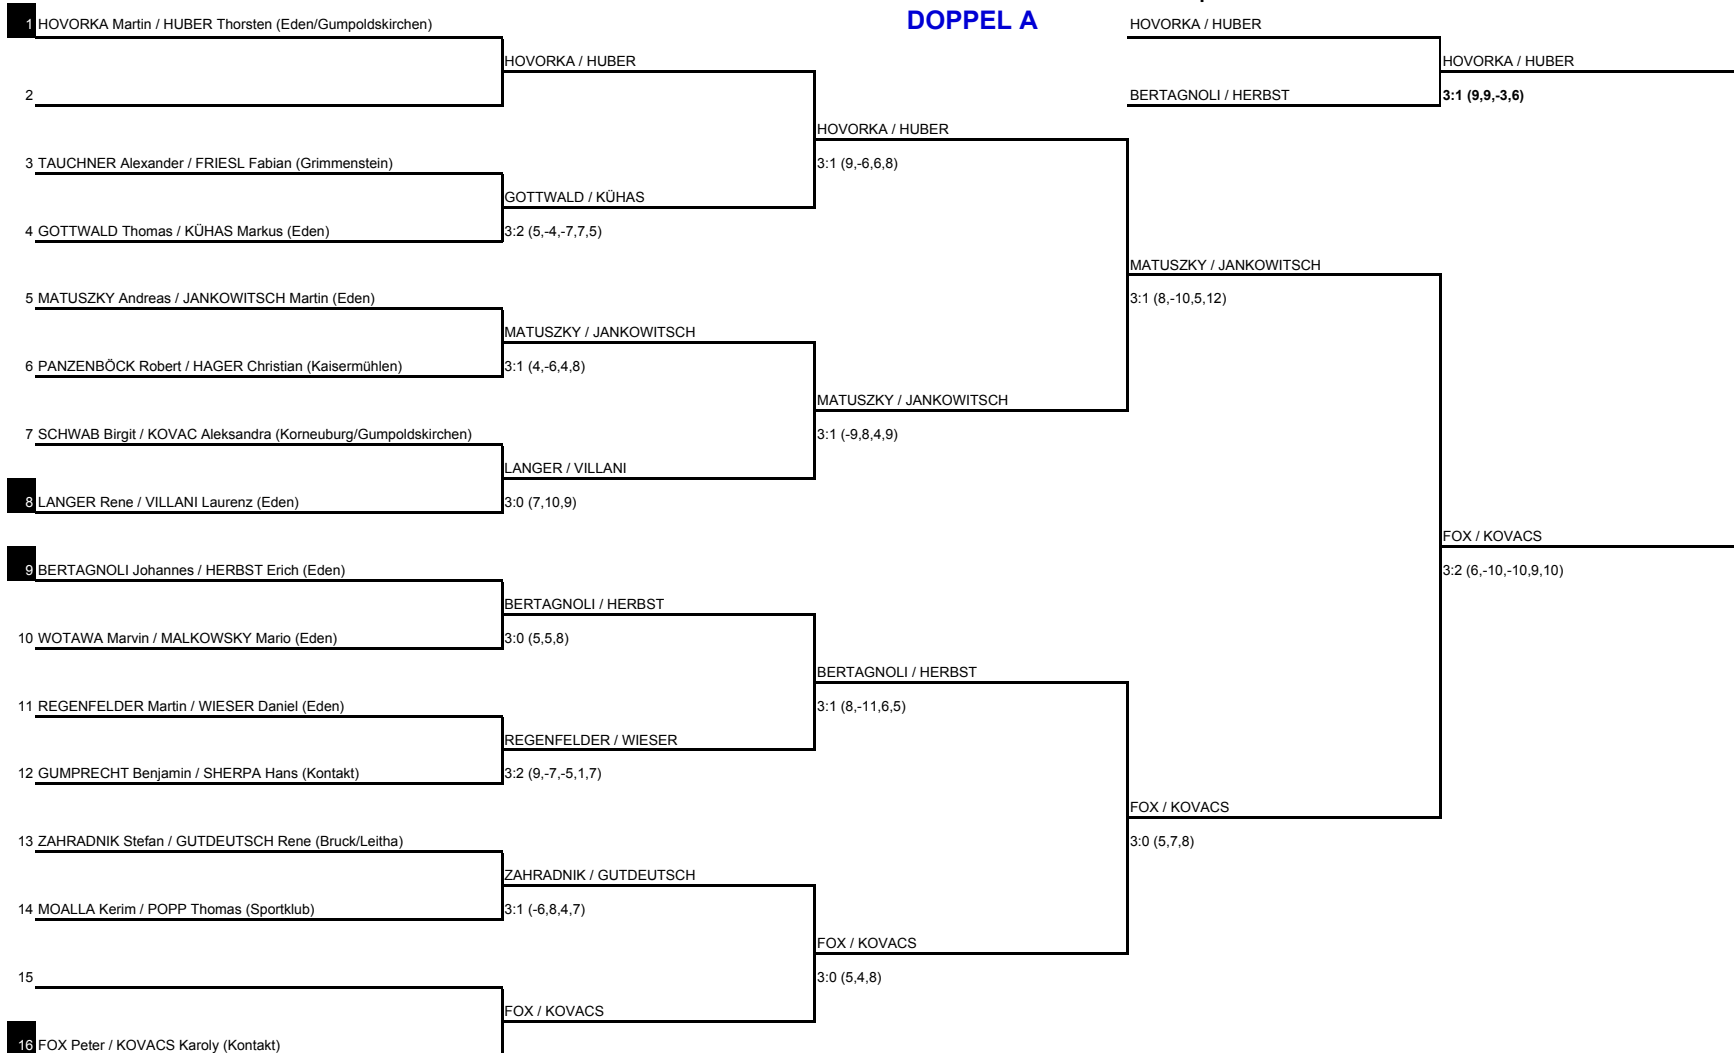 1 HOVORKA Martin / HUBER Thorsten (Eden/Gumpoldskirchen)
DOPPEL A
HOVORKA / HUBER
HOVORKA / HUBER
HOVORKA / HUBER
2
BERTAGNOLI / HERBST
3:1 (9,9,-3,6)
HOVORKA / HUBER
3 TAUCHNER Alexander / FRIESL Fabian (Grimmenstein)
3:1 (9,-6,6,8)
GOTTWALD / KÜHAS
4 GOTTWALD Thomas / KÜHAS Markus (Eden)
3:2 (5,-4,-7,7,5)
MATUSZKY / JANKOWITSCH
5 MATUSZKY Andreas / JANKOWITSCH Martin (Eden)
3:1 (8,-10,5,12)
MATUSZKY / JANKOWITSCH
6 PANZENBÖCK Robert / HAGER Christian (Kaisermühlen)
3:1 (4,-6,4,8)
MATUSZKY / JANKOWITSCH
7 SCHWAB Birgit / KOVAC Aleksandra (Korneuburg/Gumpoldskirchen)
3:1 (-9,8,4,9)
LANGER / VILLANI
8 LANGER Rene / VILLANI Laurenz (Eden)
3:0 (7,10,9)
FOX / KOVACS
9 BERTAGNOLI Johannes / HERBST Erich (Eden)
3:2 (6,-10,-10,9,10)
BERTAGNOLI / HERBST
10 WOTAWA Marvin / MALKOWSKY Mario (Eden)
3:0 (5,5,8)
BERTAGNOLI / HERBST
11 REGENFELDER Martin / WIESER Daniel (Eden)
3:1 (8,-11,6,5)
REGENFELDER / WIESER
12 GUMPRECHT Benjamin / SHERPA Hans (Kontakt)
3:2 (9,-7,-5,1,7)
FOX / KOVACS
13 ZAHRADNIK Stefan / GUTDEUTSCH Rene (Bruck/Leitha)
3:0 (5,7,8)
ZAHRADNIK / GUTDEUTSCH
14 MOALLA Kerim / POPP Thomas (Sportklub)
3:1 (-6,8,4,7)
FOX / KOVACS
15
3:0 (5,4,8)
FOX / KOVACS
16 FOX Peter / KOVACS Karoly (Kontakt)